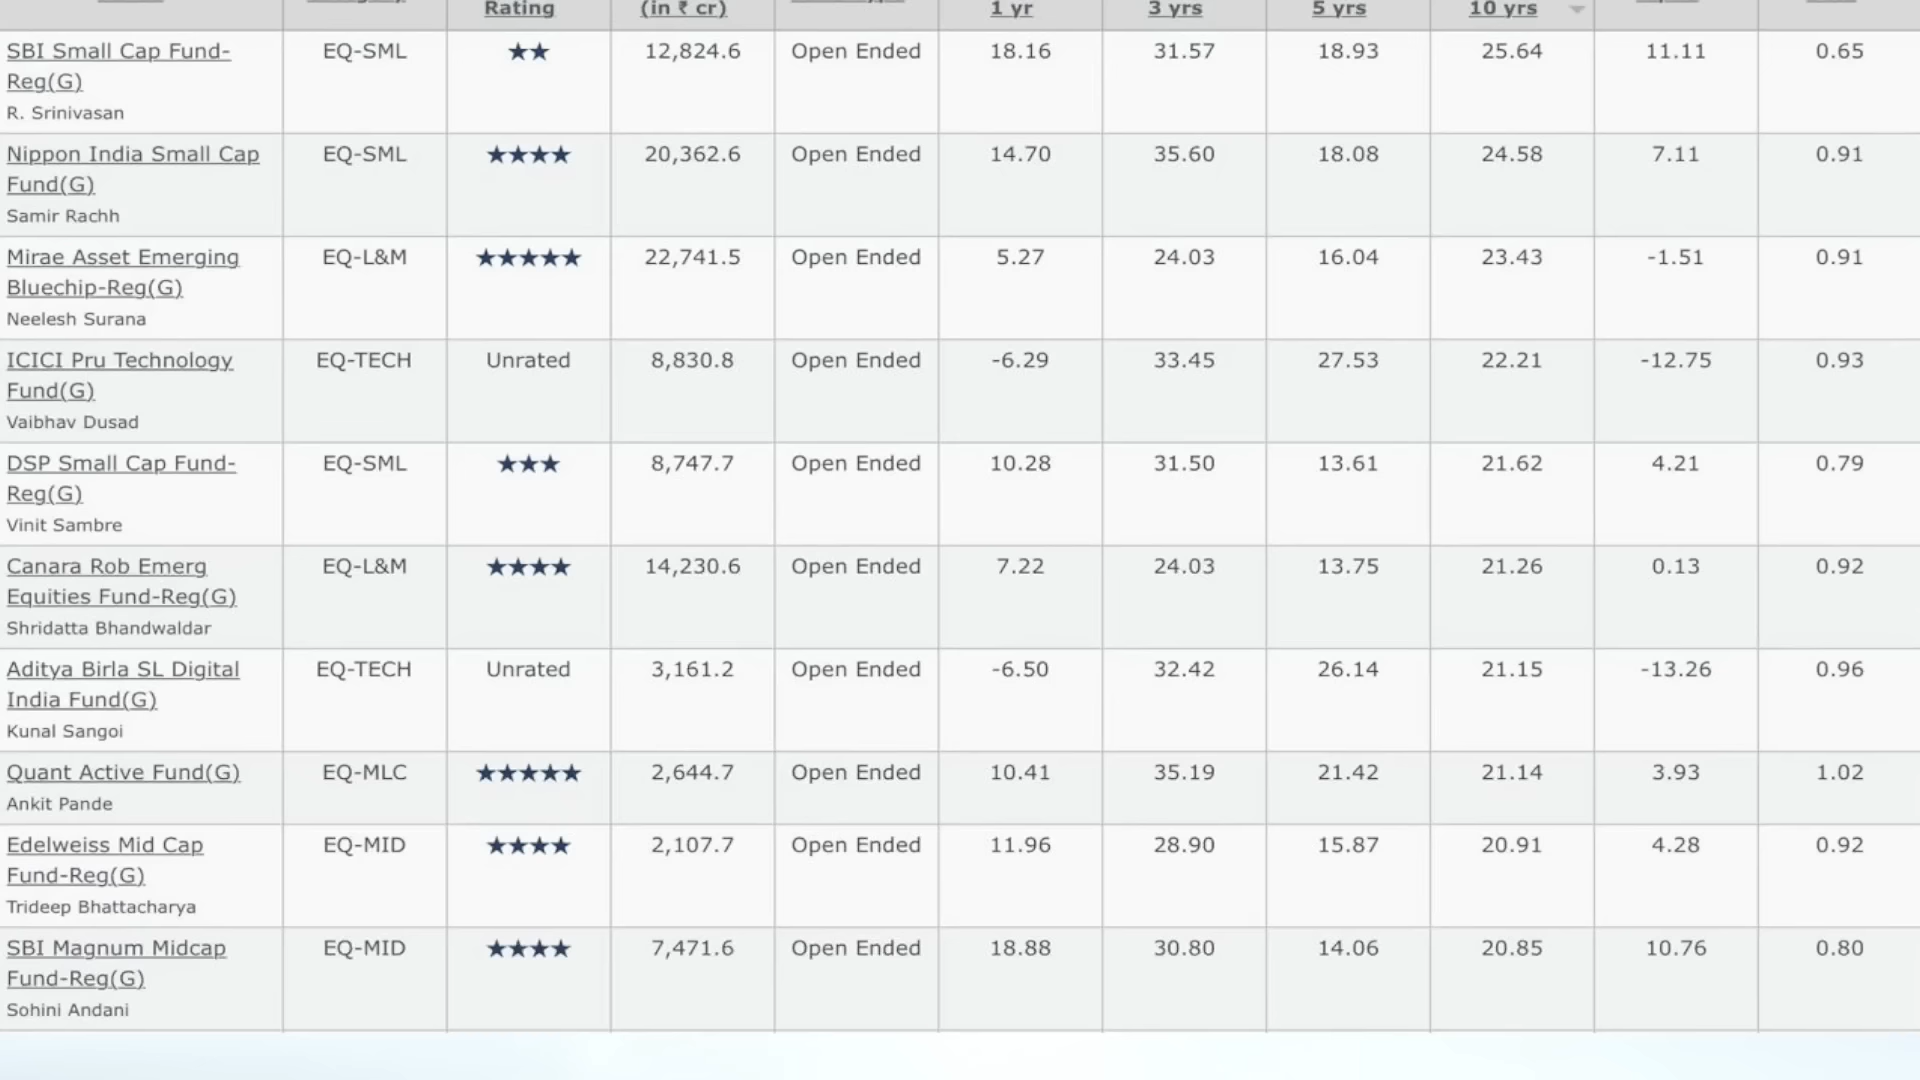 Rating (in ₹ cr) 1 yr 3 yrs 5 yrs 10 yrs
SBI Small Cap Fund- EQ-SML ★★ 12,824.6 Open Ended 18.16 31.57 18.93 25.64 11.11 0.65
Reg(G)
R. Srinivasan
Nippon India Small Cap EQ-SML ★★★★ 20,362.6 Open Ended 14.70 35.60 18.08 24.58 7.11 0.91
Fund(G)
Samir Rachh
Mirae Asset Emerging EQ-L&M ★★★★★ 22,741.5 Open Ended 5.27 24.03 16.04 23.43 -1.51 0.91
Bluechip-Reg(G)
Neelesh Surana
ICICI Pru Technology EQ-TECH Unrated 8,830.8 Open Ended -6.29 33.45 27.53 22.21 -12.75 0.93
Fund(G)
Vaibhav Dusad
DSP Small Cap Fund- EQ-SML ★★★ 8,747.7 Open Ended 10.28 31.50 13.61 21.62 4.21 0.79
Reg(G)
Vinit Sambre
Canara Rob Emerg EQ-L&M ★★★★ 14,230.6 Open Ended 7.22 24.03 13.75 21.26 0.13 0.92
Equities Fund-Reg(G)
Shridatta Bhandwaldar
Aditya Birla SL Digital EQ-TECH Unrated 3,161.2 Open Ended -6.50 32.42 26.14 21.15 -13.26 0.96
India Fund(G)
Kunal Sangoi
Quant Active Fund(G) EQ-MLC ★★★★★ 2,644.7 Open Ended 10.41 35.19 21.42 21.14 3.93 1.02
Ankit Pande
Edelweiss Mid Cap EQ-MID ★★★★ 2,107.7 Open Ended 11.96 28.90 15.87 20.91 4.28 0.92
Fund-Reg(G)
Trideep Bhattacharya
SBI Magnum Midcap EQ-MID ★★★★ 7,471.6 Open Ended 18.88 30.80 14.06 20.85 10.76 0.80
Fund-Reg(G)
Sohini Andani